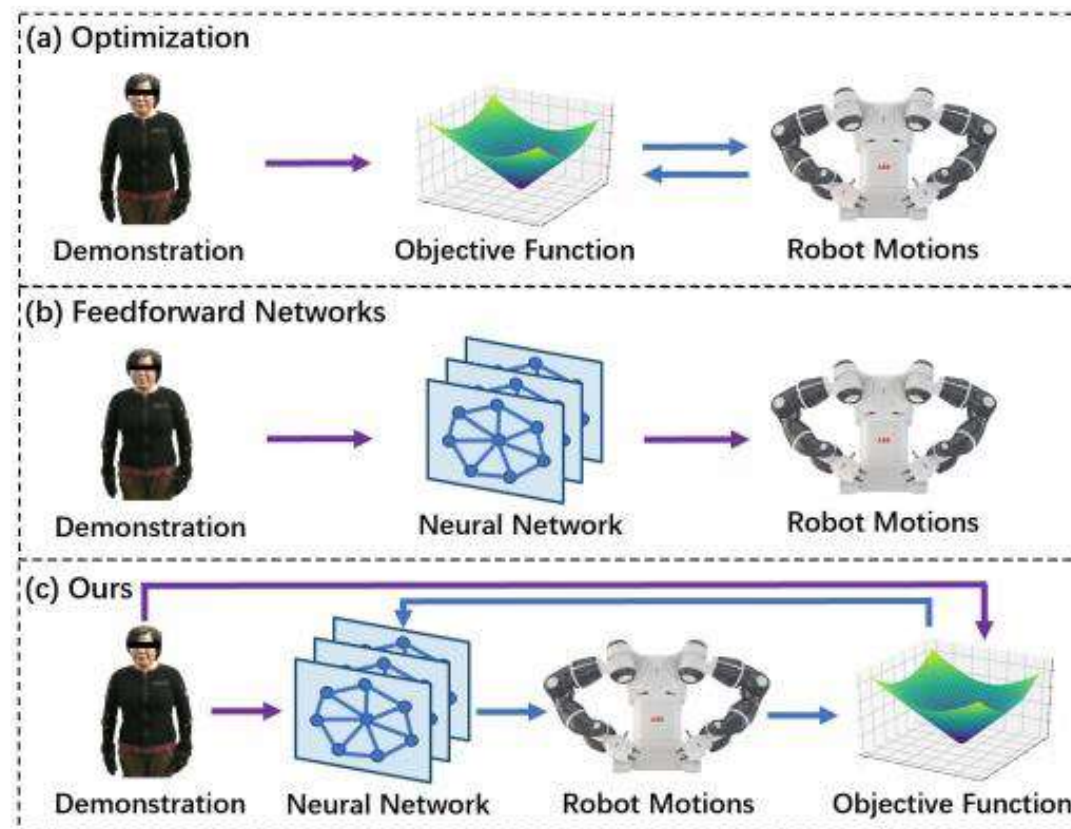 (a) Optimization
Demonstration
Objective Function
Robot Motions
(b) Feedforward Networks
Demonstration
Neural Network
Robot Motions
(c) Ours
Demonstration
Neural Network
Robot Motions
Objective Function